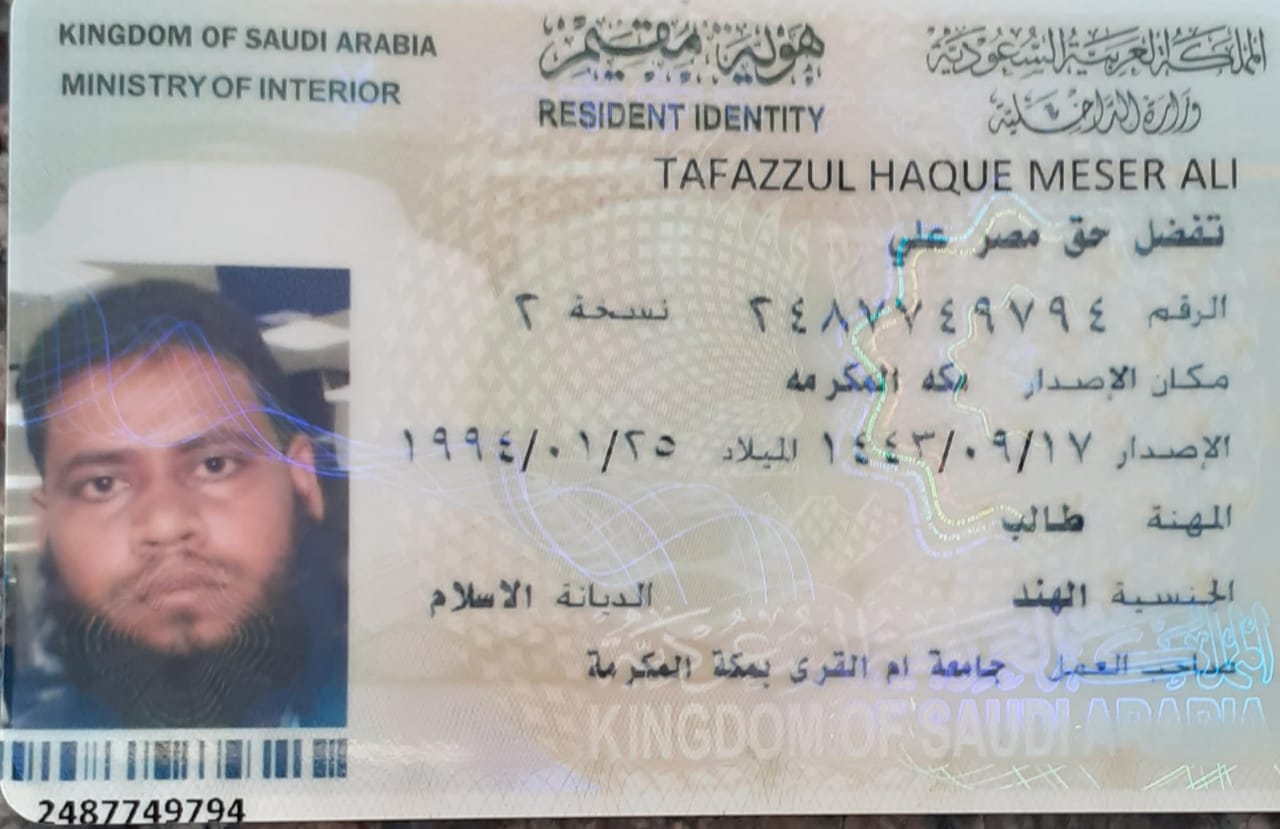 KINGDOM OF SAUDI ARABIA
MINISTRY OF INTERIOR
هوية مقيم
RESIDENT IDENTITY
المملكة العربية السعودية
وزارة الداخلية
TAFAZZUL HAQUE MESER ALI
تفضل حق مصر علي
الرقم ٢٤٨٧٧٤٩٧٩٤ نسخة ٢
مكان الإصدار مكه المكرمه
الإصدار ١٤٤٣/٠٩/١٧ الميلاد ١٩٩٤/٠١/٢٥
المهنة طالب
الجنسية الهند الديانة الاسلام
صاحب العمل جامعة ام القرى بمكة المكرمة
KINGDOM OF SAUDI ARABIA
2487749794